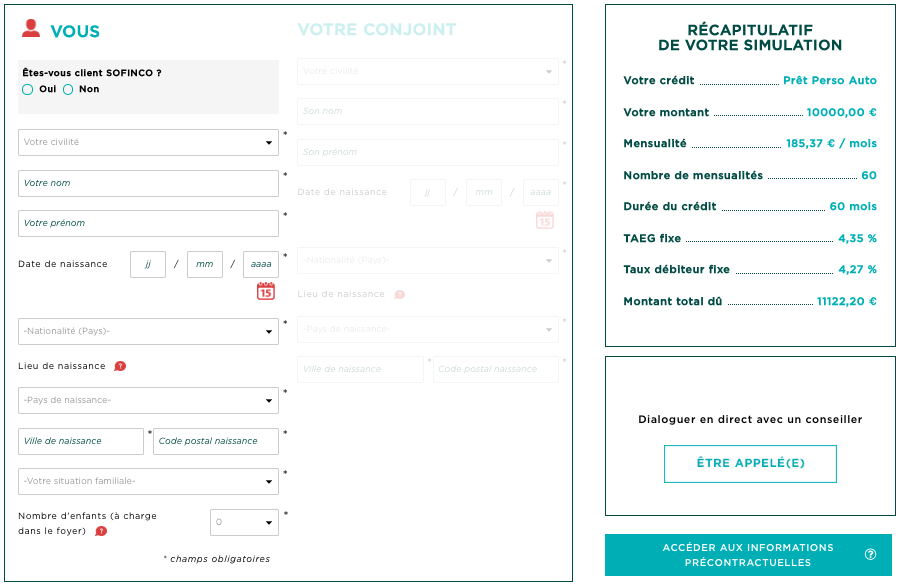 VOUS
Êtes-vous client SOFINCO ?
Oui Non
Votre civilité *
Votre nom *
Votre prénom *
Date de naissance jj / mm / aaaa *
15
-Nationalité (Pays)- *
Lieu de naissance ?
-Pays de naissance- *
Ville de naissance * Code postal naissance *
-Votre situation familiale- *
Nombre d'enfants (à charge
dans le foyer) ? 0 *
* champs obligatoires
VOTRE CONJOINT
Votre civilité *
Son nom *
Son prénom *
Date de naissance jj / mm / aaaa *
15
-Nationalité (Pays)- *
Lieu de naissance ?
-Pays de naissance- *
Ville de naissance * Code postal naissance *
RÉCAPITULATIF
DE VOTRE SIMULATION
Votre crédit Prêt Perso Auto
Votre montant 10000,00 €
Mensualité 185,37 € / mois
Nombre de mensualités 60
Durée du crédit 60 mois
TAEG fixe 4,35 %
Taux débiteur fixe 4,27 %
Montant total dû 11122,20 €
Dialoguer en direct avec un conseiller
ÊTRE APPELÉ(E)
ACCÉDER AUX INFORMATIONS
PRÉCONTRACTUELLES ?